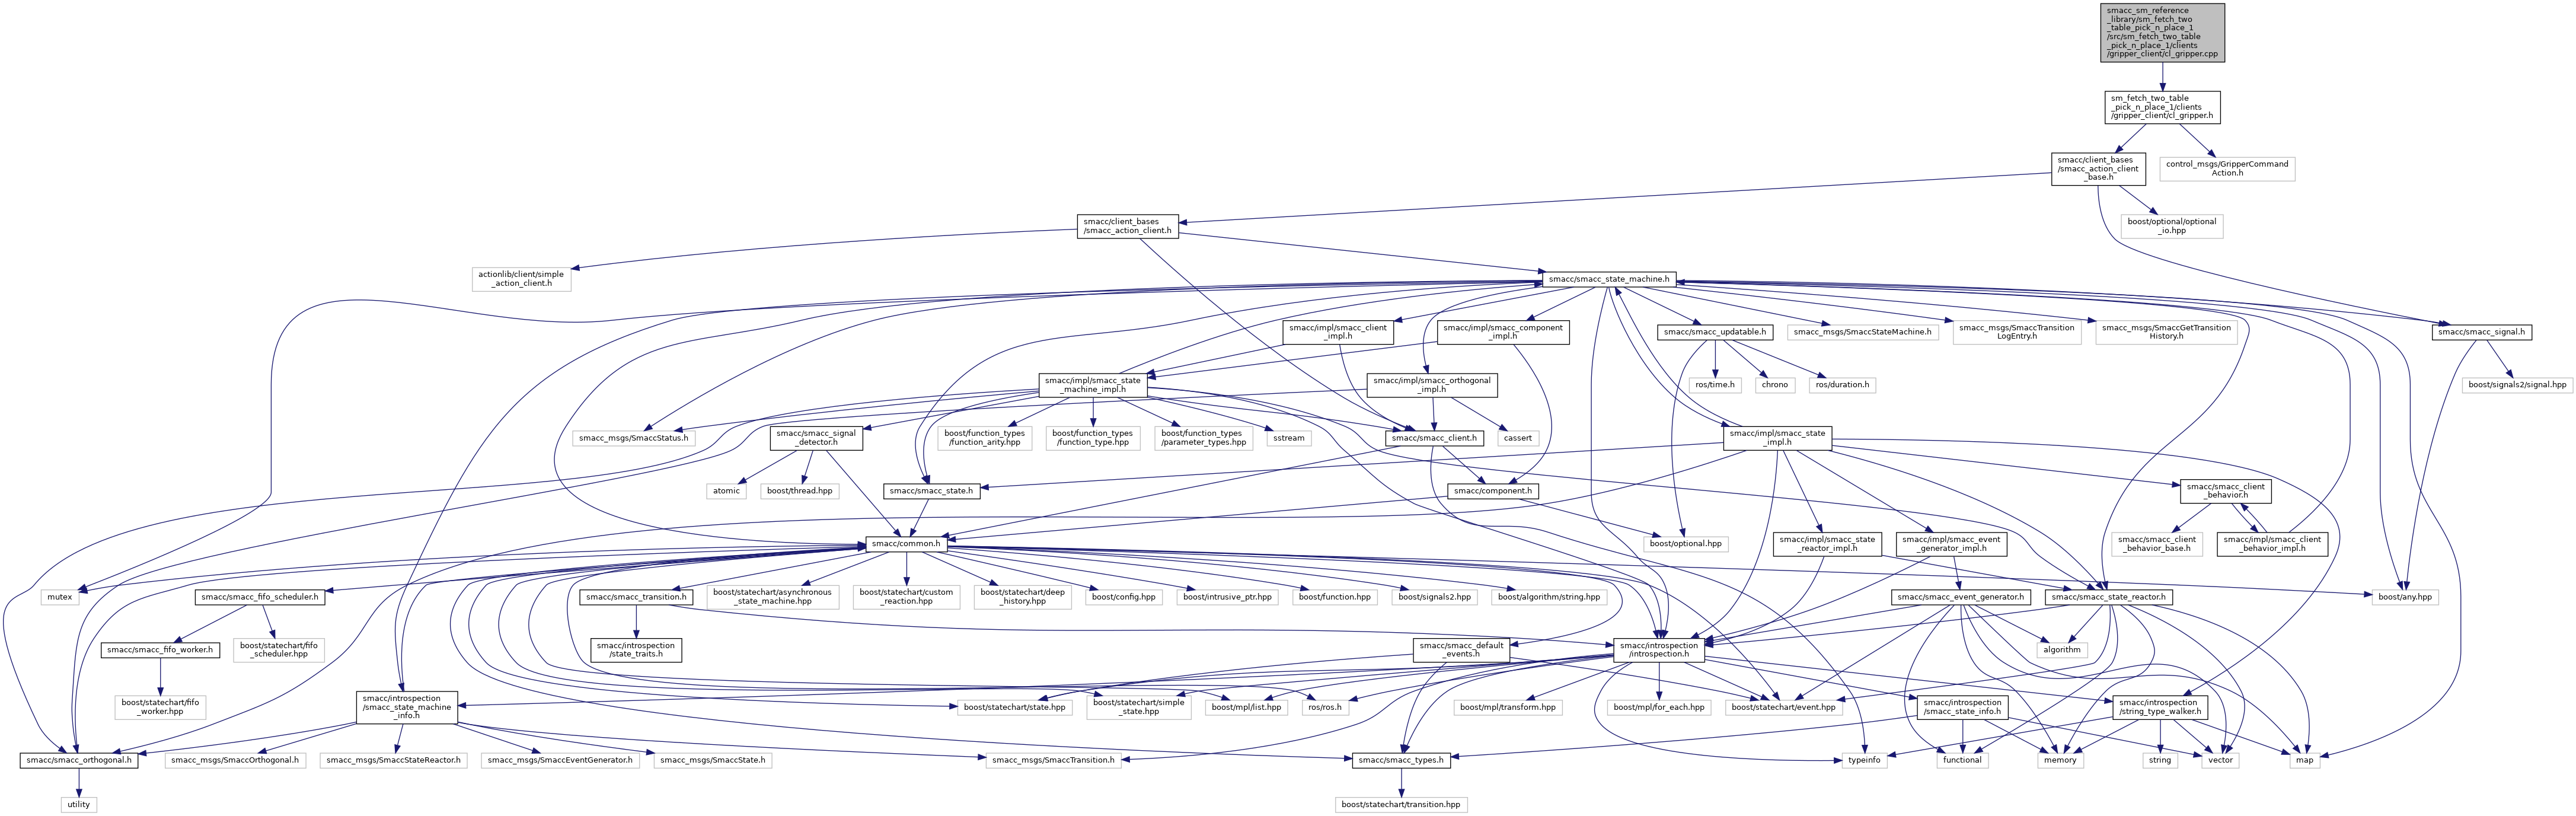 smacc_sm_reference
_library/sm_fetch_two
_table_pick_n_place_1
/src/sm_fetch_two_table
_pick_n_place_1/clients
/gripper_client/cl_gripper.cpp
sm_fetch_two_table
_pick_n_place_1/clients
/gripper_client/cl_gripper.h
smacc/client_bases
/smacc_action_client
_base.h
control_msgs/GripperCommand
Action.h
smacc/client_bases
/smacc_action_client.h
boost/optional/optional
_io.hpp
actionlib/client/simple
_action_client.h
smacc/smacc_state_machine.h
smacc/impl/smacc_client
_impl.h
smacc/impl/smacc_component
_impl.h
smacc/smacc_updatable.h
smacc_msgs/SmaccStateMachine.h
smacc_msgs/SmaccTransition
LogEntry.h
smacc_msgs/SmaccGetTransition
History.h
smacc/smacc_signal.h
smacc/impl/smacc_state
_machine_impl.h
smacc/impl/smacc_orthogonal
_impl.h
ros/time.h
chrono
ros/duration.h
boost/signals2/signal.hpp
smacc_msgs/SmaccStatus.h
smacc/smacc_signal
_detector.h
boost/function_types
/function_arity.hpp
boost/function_types
/function_type.hpp
boost/function_types
/parameter_types.hpp
sstream
smacc/smacc_client.h
cassert
smacc/impl/smacc_state
_impl.h
atomic
boost/thread.hpp
smacc/smacc_state.h
smacc/component.h
smacc/smacc_client
_behavior.h
smacc/common.h
boost/optional.hpp
smacc/impl/smacc_state
_reactor_impl.h
smacc/impl/smacc_event
_generator_impl.h
smacc/smacc_client
_behavior_base.h
smacc/impl/smacc_client
_behavior_impl.h
mutex
smacc/smacc_fifo_scheduler.h
smacc/smacc_transition.h
boost/statechart/asynchronous
_state_machine.hpp
boost/statechart/custom
_reaction.hpp
boost/statechart/deep
_history.hpp
boost/config.hpp
boost/intrusive_ptr.hpp
boost/function.hpp
boost/signals2.hpp
boost/algorithm/string.hpp
smacc/smacc_event_generator.h
smacc/smacc_state_reactor.h
boost/any.hpp
smacc/smacc_fifo_worker.h
boost/statechart/fifo
_scheduler.hpp
smacc/introspection
/state_traits.h
smacc/smacc_default
_events.h
smacc/introspection
/introspection.h
algorithm
boost/statechart/fifo
_worker.hpp
smacc/introspection
/smacc_state_machine
_info.h
boost/statechart/state.hpp
boost/statechart/simple
_state.hpp
boost/mpl/list.hpp
ros/ros.h
boost/mpl/transform.hpp
boost/mpl/for_each.hpp
boost/statechart/event.hpp
smacc/introspection
/smacc_state_info.h
smacc/introspection
/string_type_walker.h
smacc/smacc_orthogonal.h
smacc_msgs/SmaccOrthogonal.h
smacc_msgs/SmaccStateReactor.h
smacc_msgs/SmaccEventGenerator.h
smacc_msgs/SmaccState.h
smacc_msgs/SmaccTransition.h
smacc/smacc_types.h
typeinfo
functional
memory
string
vector
map
utility
boost/statechart/transition.hpp